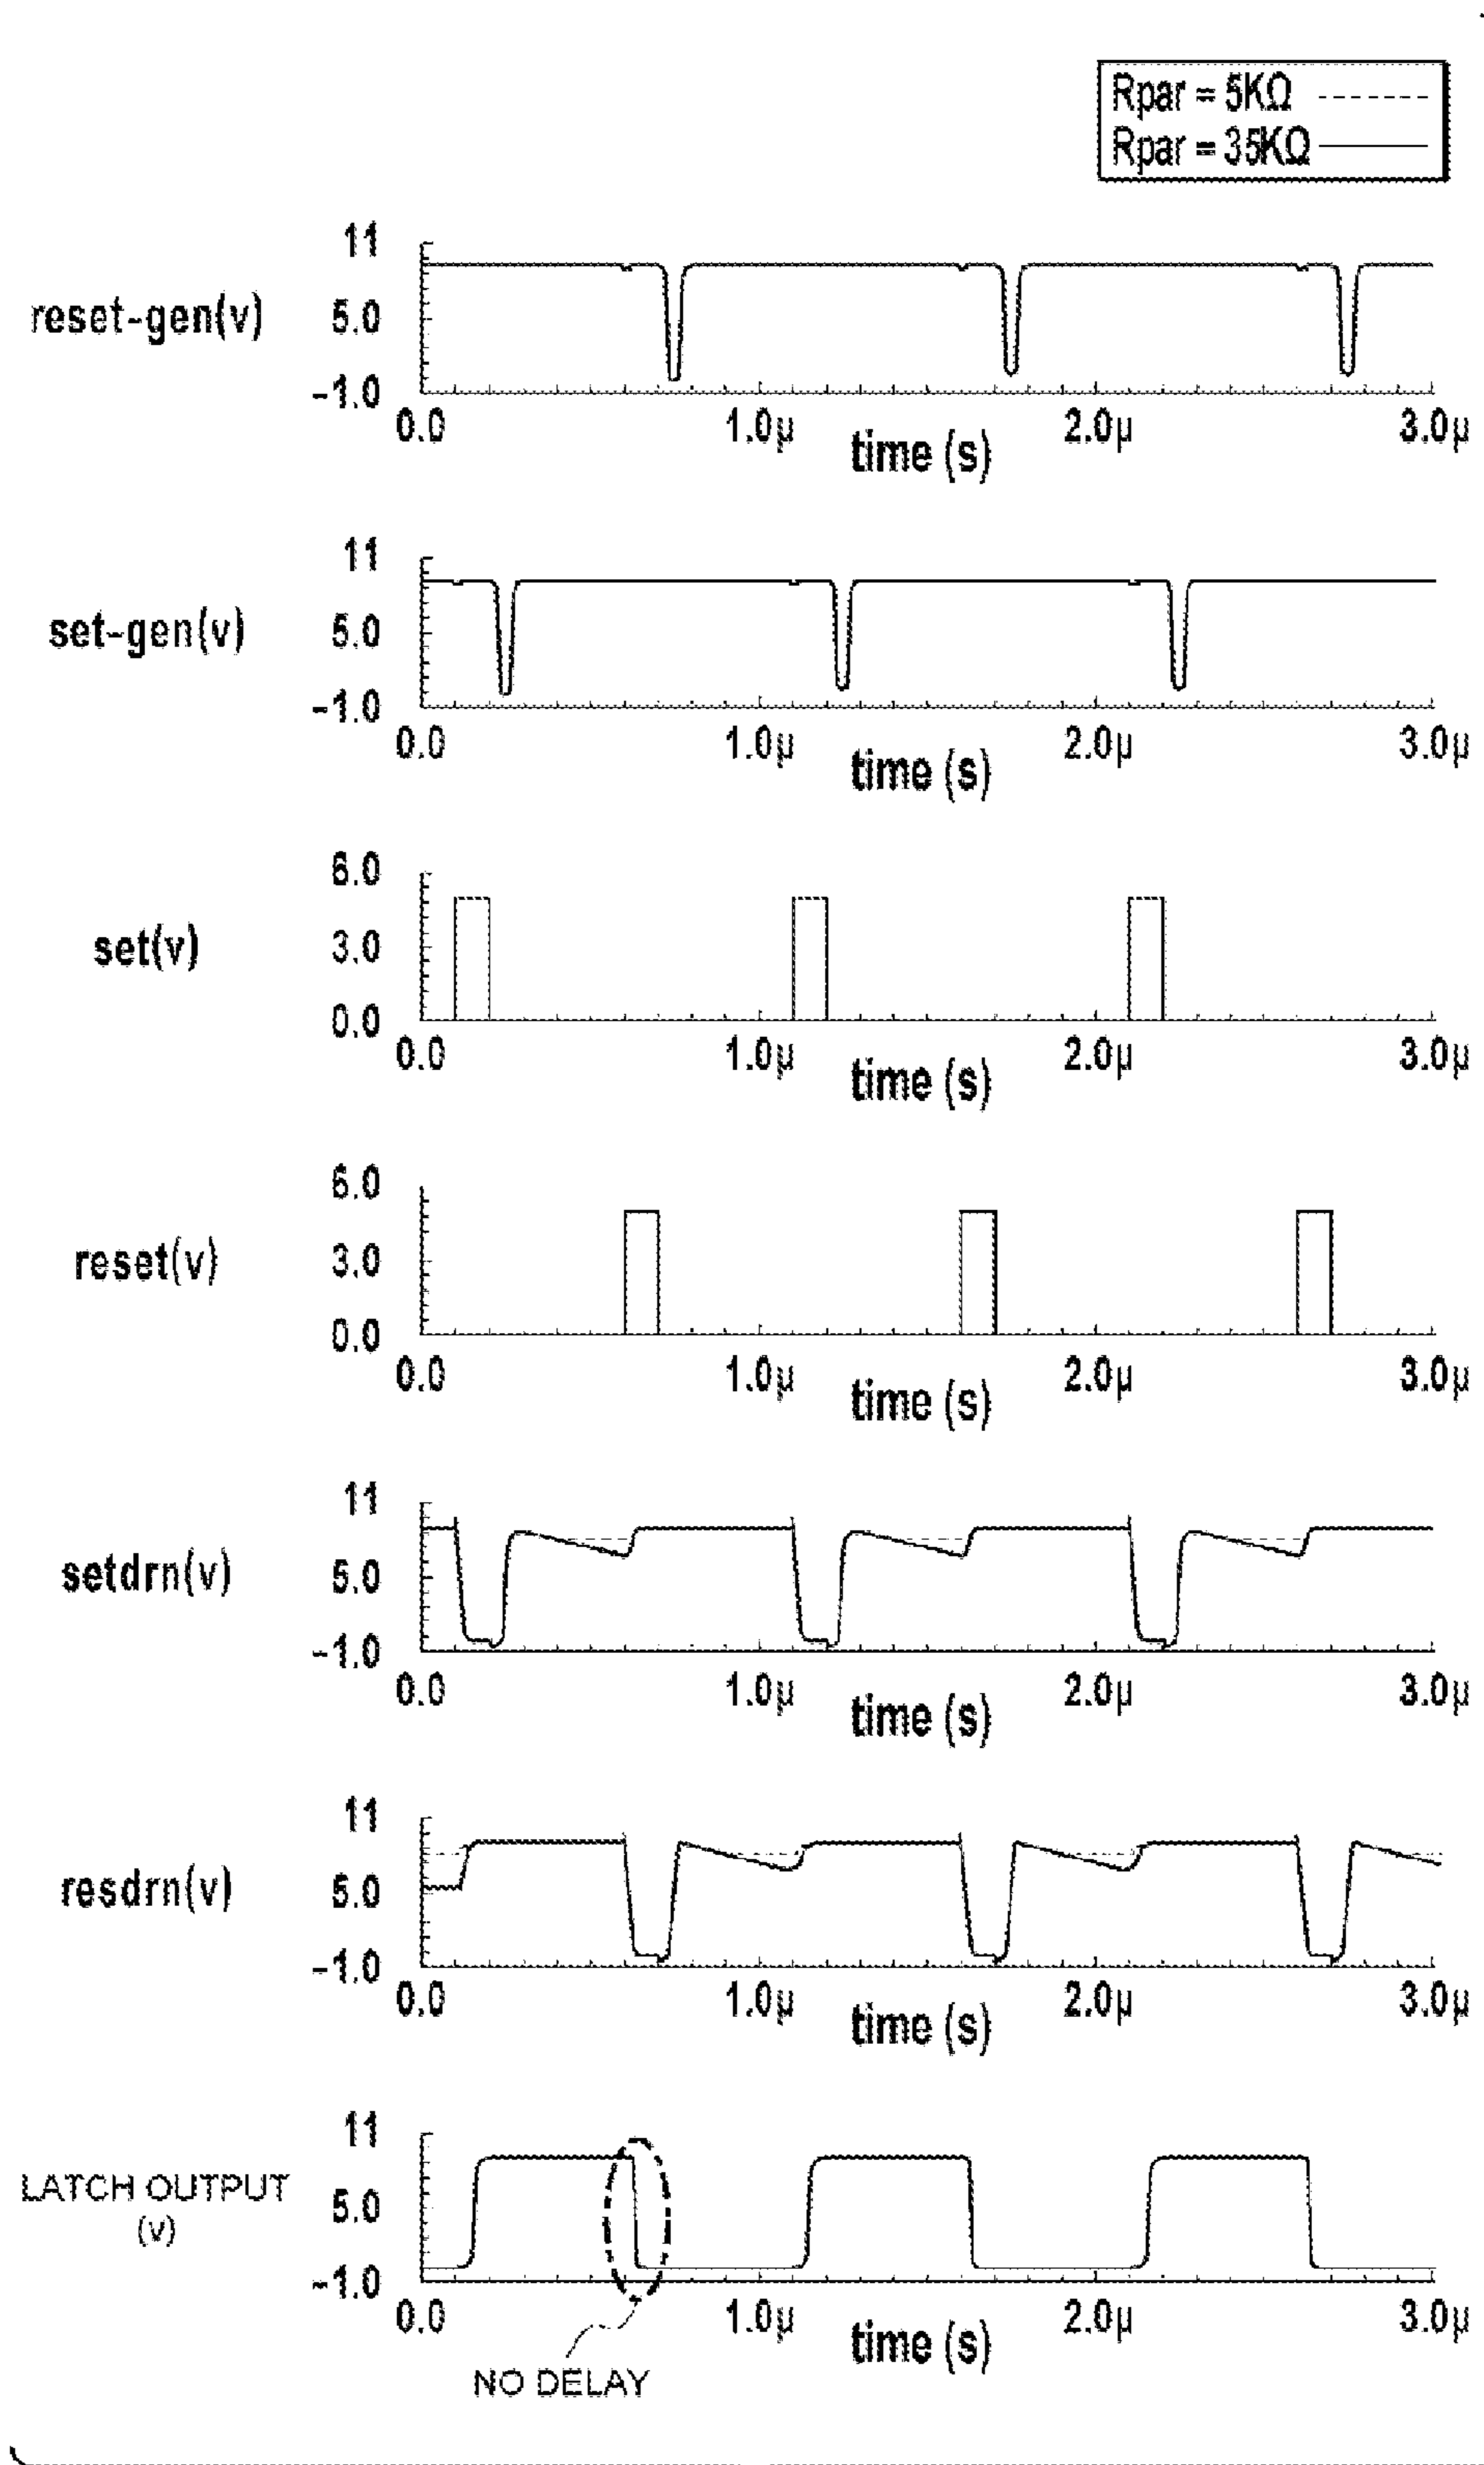 Rpar = 5KΩ
Rpar = 35KΩ
reset-gen(v)
11
5.0
-1.0
0.0 1.0μ 2.0μ 3.0μ
time (s)
set-gen(v)
11
5.0
-1.0
0.0 1.0μ 2.0μ 3.0μ
time (s)
set(v)
6.0
3.0
0.0
0.0 1.0μ 2.0μ 3.0μ
time (s)
reset(v)
6.0
3.0
0.0
0.0 1.0μ 2.0μ 3.0μ
time (s)
setdrn(v)
11
5.0
-1.0
0.0 1.0μ 2.0μ 3.0μ
time (s)
resdrn(v)
11
5.0
-1.0
0.0 1.0μ 2.0μ 3.0μ
time (s)
LATCH OUTPUT
(v)
11
5.0
-1.0
0.0 1.0μ 2.0μ 3.0μ
time (s)
NO DELAY